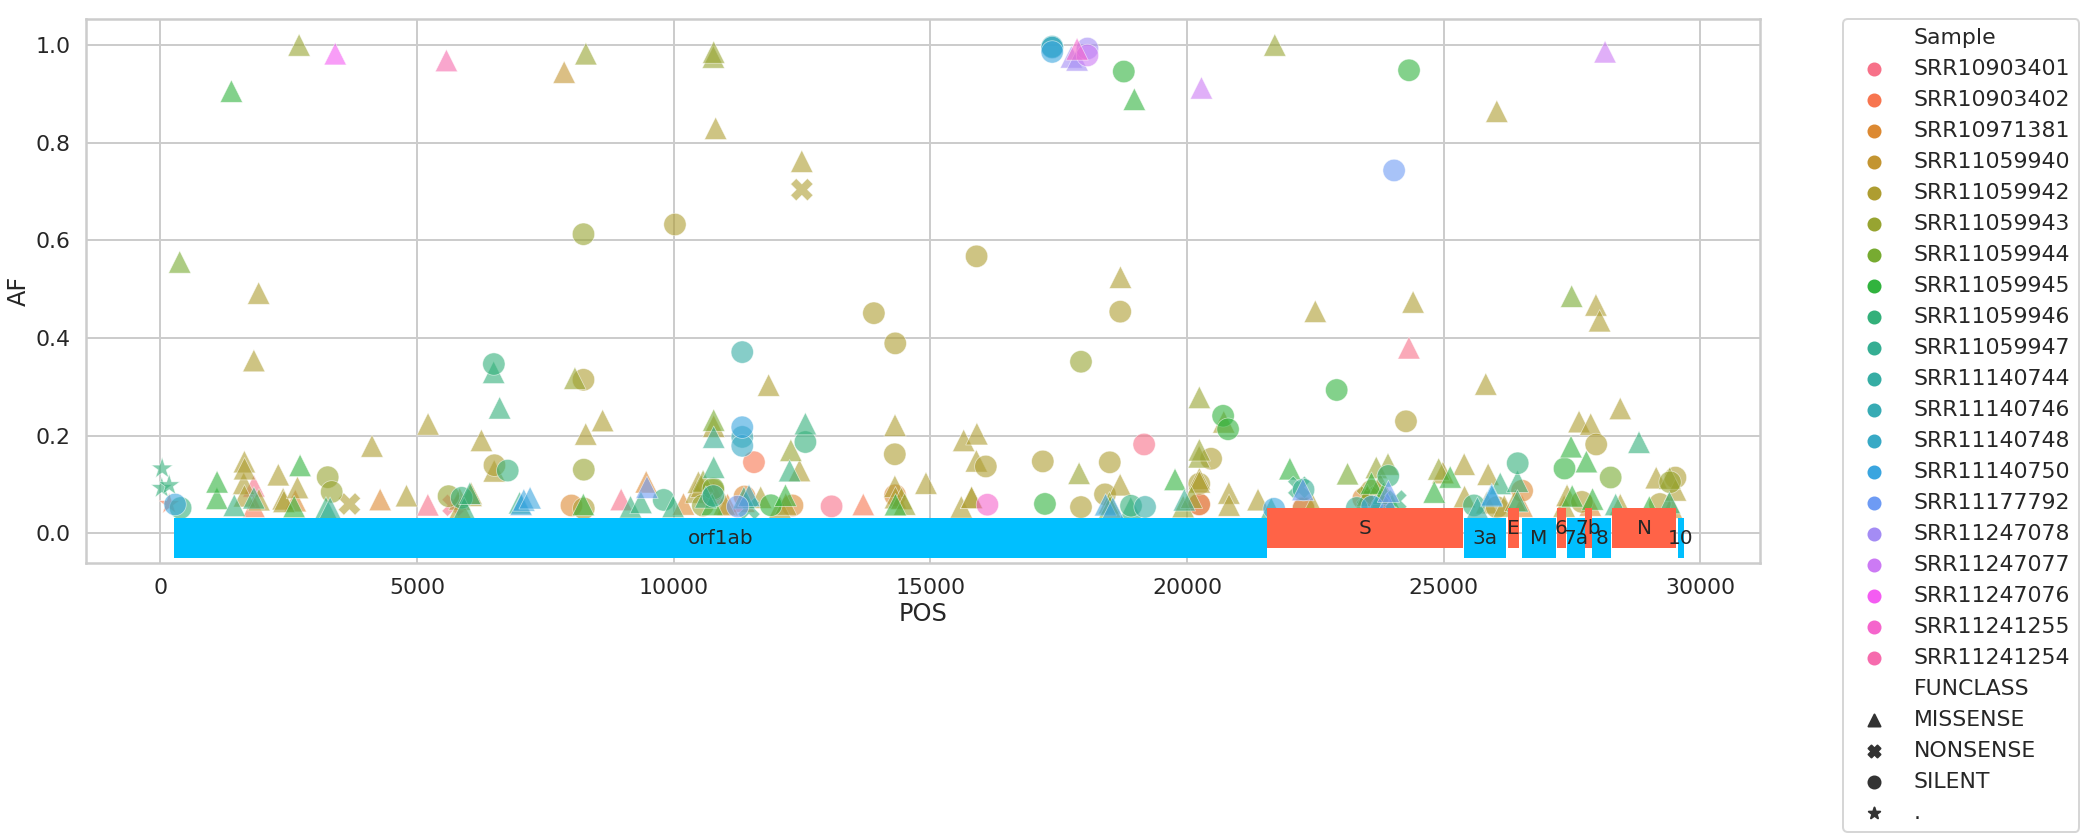 1.0
0.8
0.6
0.4
0.2
0.0
AF
orf1ab
S
E
6
7b
N
3a
M
7a
8
10
0
5000
10000
15000
20000
25000
30000
POS
Sample
SRR10903401
SRR10903402
SRR10971381
SRR11059940
SRR11059942
SRR11059943
SRR11059944
SRR11059945
SRR11059946
SRR11059947
SRR11140744
SRR11140746
SRR11140748
SRR11140750
SRR11177792
SRR11247078
SRR11247077
SRR11247076
SRR11241255
SRR11241254
FUNCLASS
MISSENSE
NONSENSE
SILENT
.